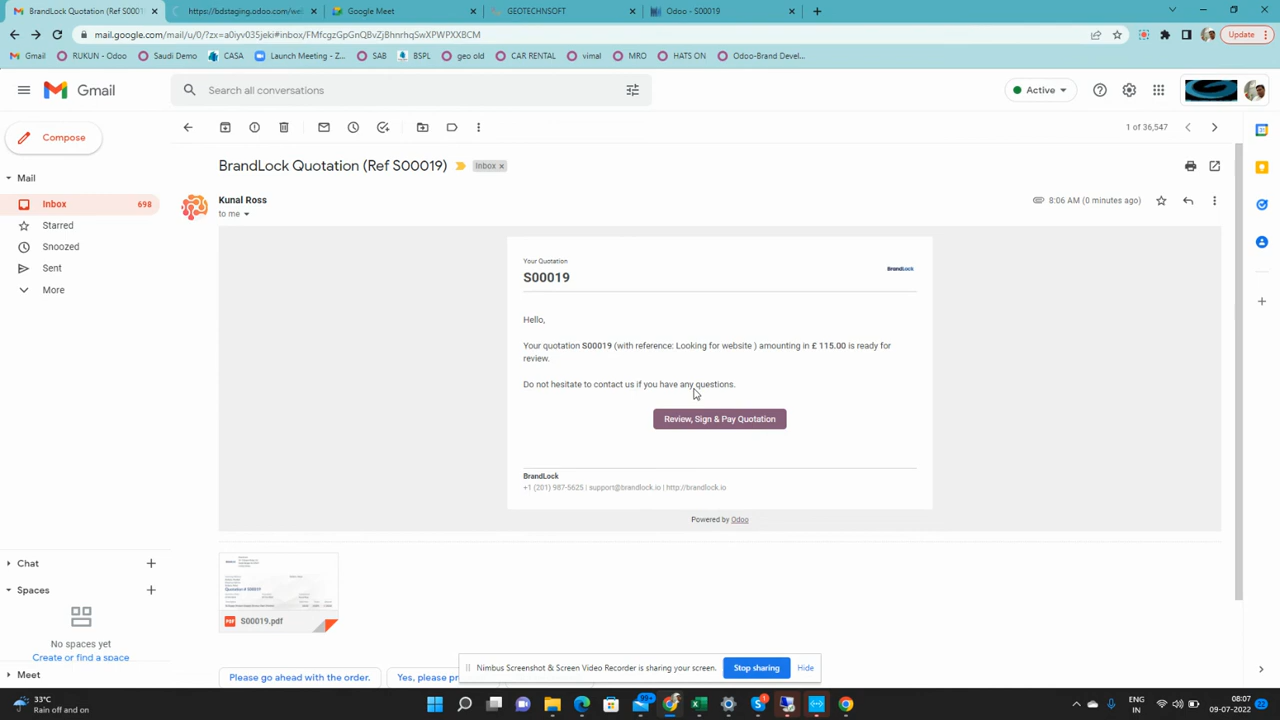 BrandLock Quotation (Ref S0001
https://bdstaging.odoo.com/wel
Google Meet
GEOTECHNSOFT
Odoo - S00019
mail.google.com/mail/u/0/?zx=a0iyv035jeki#inbox/FMfcgzGpGnQBvZjBhnrhqSwXPWPXXBCM
Update
Gmail
RUKUN - Odoo
Saudi Demo
CASA
Launch Meeting - Z...
SAB
BSPL
geo old
CAR RENTAL
vimal
MRO
HATS ON
Odoo-Brand Devel...
Gmail
Search all conversations
Active
Compose
1 of 36,547
Mail
BrandLock Quotation (Ref S00019)
Inbox x
Inbox 698
Kunal Ross
8:06 AM (0 minutes ago)
to me
Starred
Snoozed
Sent
More
Your Quotation
S00019
BrandLock
Hello,
Your quotation S00019 (with reference: Looking for website ) amounting in £ 115.00 is ready for
review.
Do not hesitate to contact us if you have any questions.
Review, Sign & Pay Quotation
BrandLock
+1 (201) 987-5625 | support@brandlock.io | http://brandlock.io
Powered by Odoo
Chat
Spaces
No spaces yet
Create or find a space
Meet
Quotation # S00019
PDF S00019.pdf
Please go ahead with the order.
Yes, please pr
Nimbus Screenshot & Screen Video Recorder is sharing your screen.
Stop sharing
Hide
33°C
Rain off and on
ENG
IN
08:07
09-07-2022